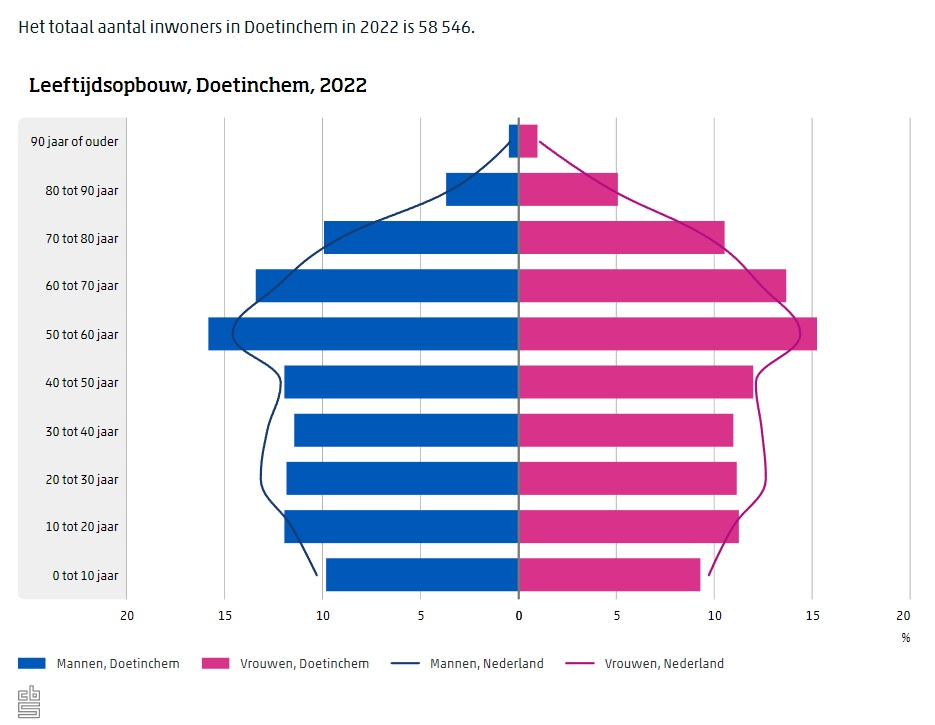 Het totaal aantal inwoners in Doetinchem in 2022 is 58 546.
Leeftijdsopbouw, Doetinchem, 2022
90 jaar of ouder
80 tot 90 jaar
70 tot 80 jaar
60 tot 70 jaar
50 tot 60 jaar
40 tot 50 jaar
30 tot 40 jaar
20 tot 30 jaar
10 tot 20 jaar
0 tot 10 jaar
20 15 10 5 0 5 10 15 20
%
Mannen, Doetinchem Vrouwen, Doetinchem Mannen, Nederland Vrouwen, Nederland
cbs